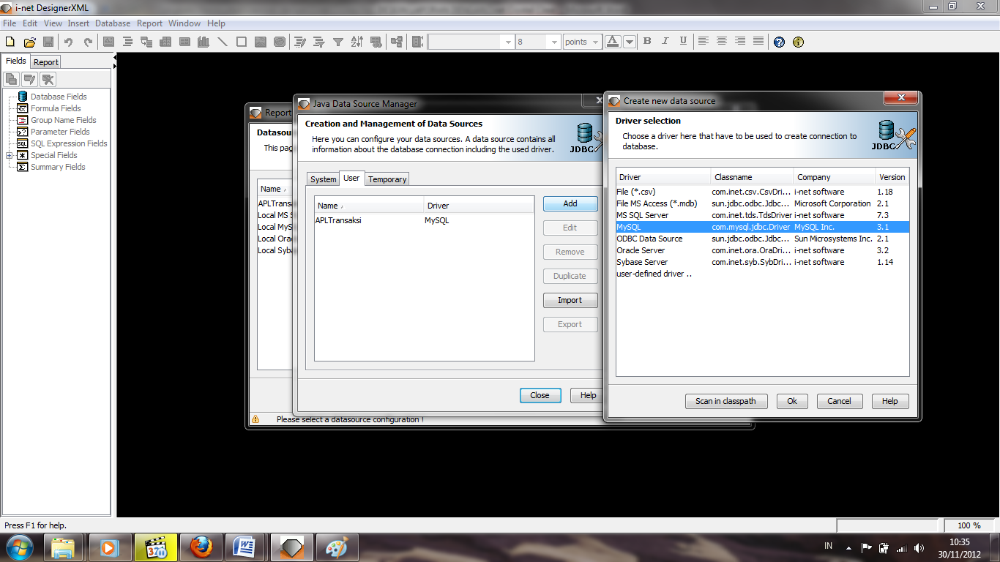 i-net DesignerXML
File Edit View Insert Database Report Window Help
8 points A B I U
Fields Report
Database Fields
Formula Fields
Group Name Fields
Parameter Fields
SQL SQL Expression Fields
Special Fields
Summary Fields
Report
Datasou
This pag
Name
APLTransa
Local MS S
Local MyS
Local Orac
Local Syba
Please select a datasource configuration !
Java Data Source Manager
Creation and Management of Data Sources
Here you can configure your data sources. A data source contains all
information about the database connection including the used driver.
JDBC
System User Temporary
Name Driver
APLTransaksi MySQL
Add
Edit
Remove
Duplicate
Import
Export
Close Help
Create new data source
Driver selection
Choose a driver here that have to be used to create connection to
database.
JDBC
Driver Classname Company Version
File (*.csv) com.inet.csv.CsvDri... i-net software 1.18
File MS Access (*.mdb) sun.jdbc.odbc.Jdbc... Microsoft Corporation 2.1
MS SQL Server com.inet.tds.TdsDriver i-net software 7.3
MySQL com.mysql.jdbc.Driver MySQL Inc. 3.1
ODBC Data Source sun.jdbc.odbc.Jdbc... Sun Microsystems Inc. 2.1
Oracle Server com.inet.ora.OraDri... i-net software 3.2
Sybase Server com.inet.syb.SybDri... i-net software 1.14
user-defined driver ..
Scan in classpath Ok Cancel Help
Press F1 for help.
100 %
IN
10:35
30/11/2012